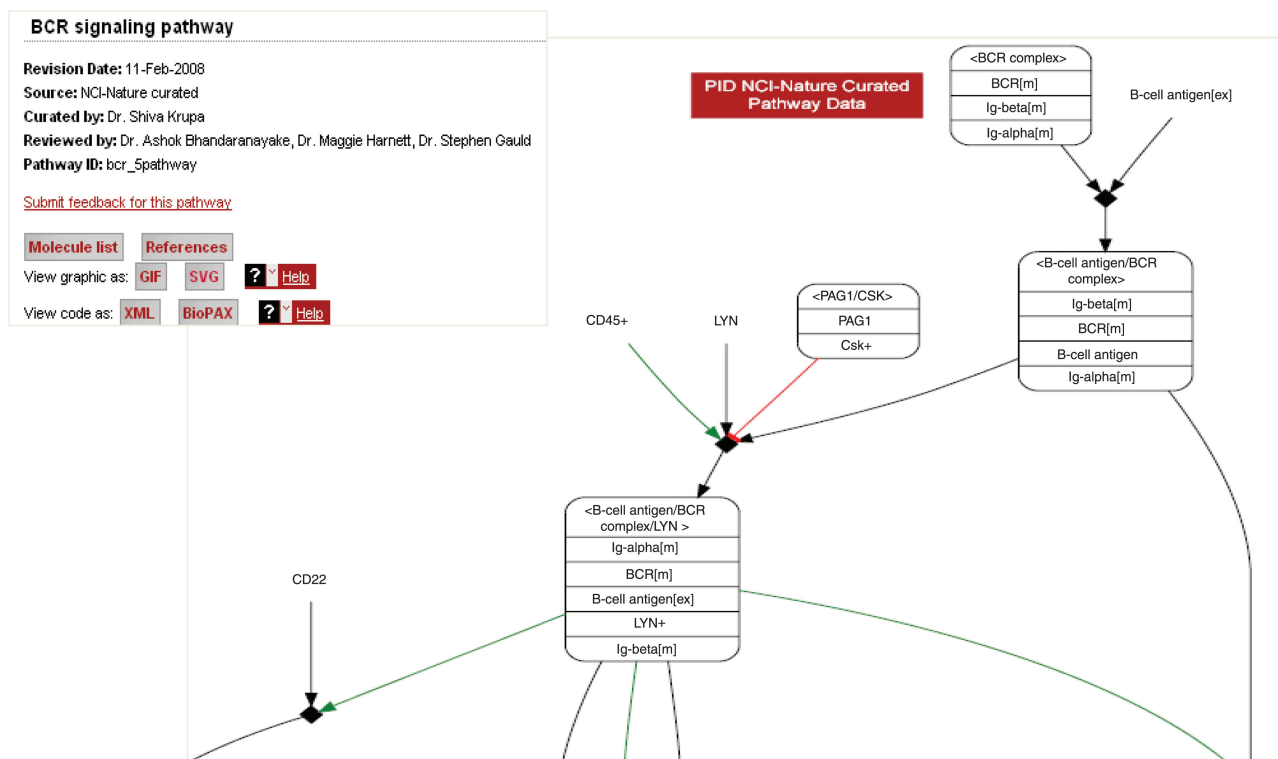 BCR signaling pathway
Revision Date: 11-Feb-2008
Source: NCI-Nature curated
Curated by: Dr. Shiva Krupa
Reviewed by: Dr. Ashok Bhandaranayake, Dr. Maggie Harnett, Dr. Stephen Gauld
Pathway ID: bcr_5pathway
Submit feedback for this pathway
Molecule list References
View graphic as: GIF SVG ? Help
View code as: XML BioPAX ? Help
PID NCI-Nature Curated
Pathway Data
<BCR complex>
BCR[m]
Ig-beta[m]
Ig-alpha[m]
B-cell antigen[ex]
<B-cell antigen/BCR
complex>
Ig-beta[m]
BCR[m]
B-cell antigen
Ig-alpha[m]
CD45+
LYN
<PAG1/CSK>
PAG1
Csk+
<B-cell antigen/BCR
complex/LYN >
Ig-alpha[m]
BCR[m]
B-cell antigen[ex]
LYN+
Ig-beta[m]
CD22